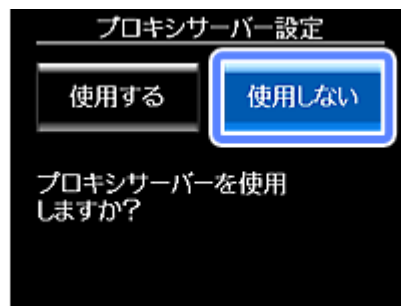 プロキシサーバー設定
使用する 使用しない
プロキシサーバーを使用
しますか?